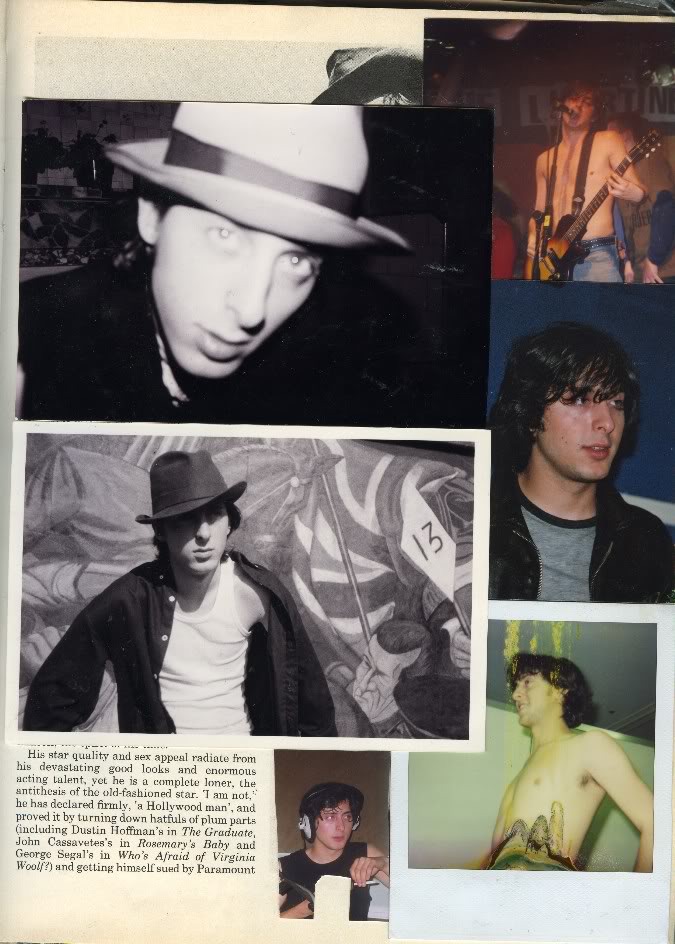 LI
TINE
13
His star quality and sex appeal radiate from
his devastating good looks and enormous
acting talent, yet he is a complete loner, the
antithesis of the old-fashioned star. 'I am not,'
he has declared firmly, 'a Hollywood man', and
proved it by turning down hatfuls of plum parts
(including Dustin Hoffman's in The Graduate,
John Cassavetes's in Rosemary's Baby and
George Segal's in Who's Afraid of Virginia
Woolf?) and getting himself sued by Paramount